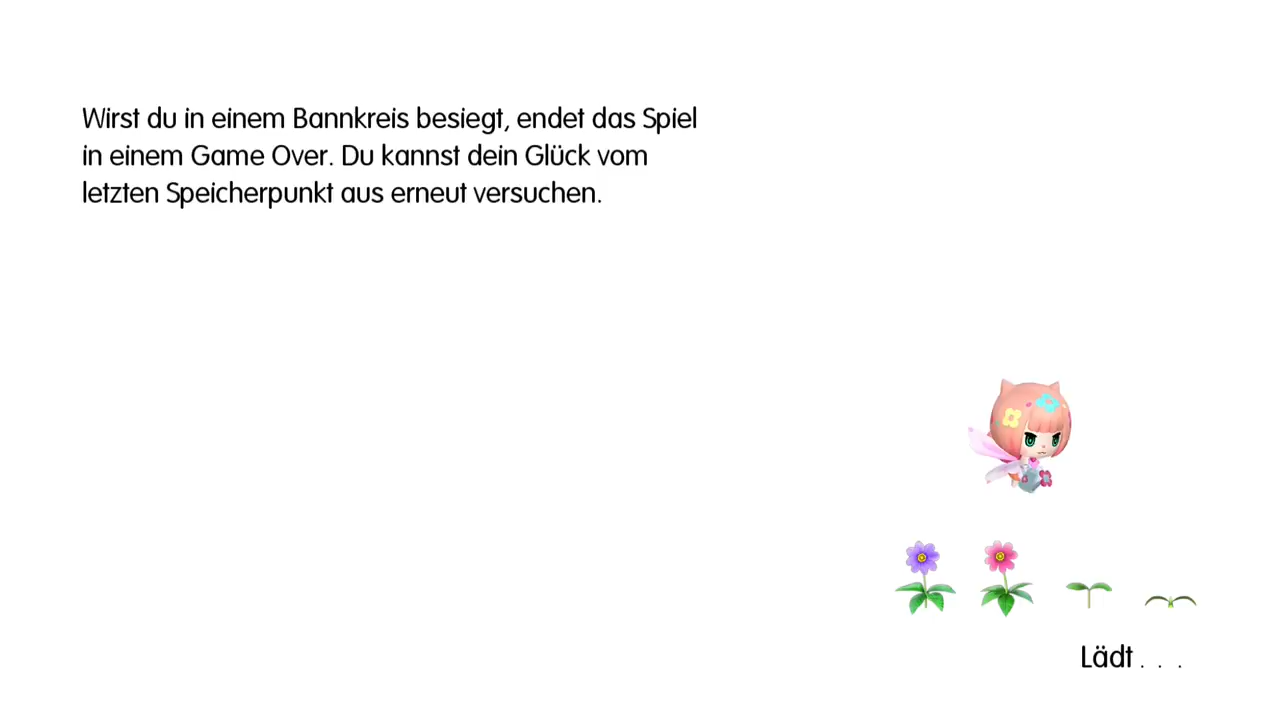 Wirst du in einem Bannkreis besiegt, endet das Spiel
in einem Game Over. Du kannst dein Glück vom
letzten Speicherpunkt aus erneut versuchen.
Lädt . . .